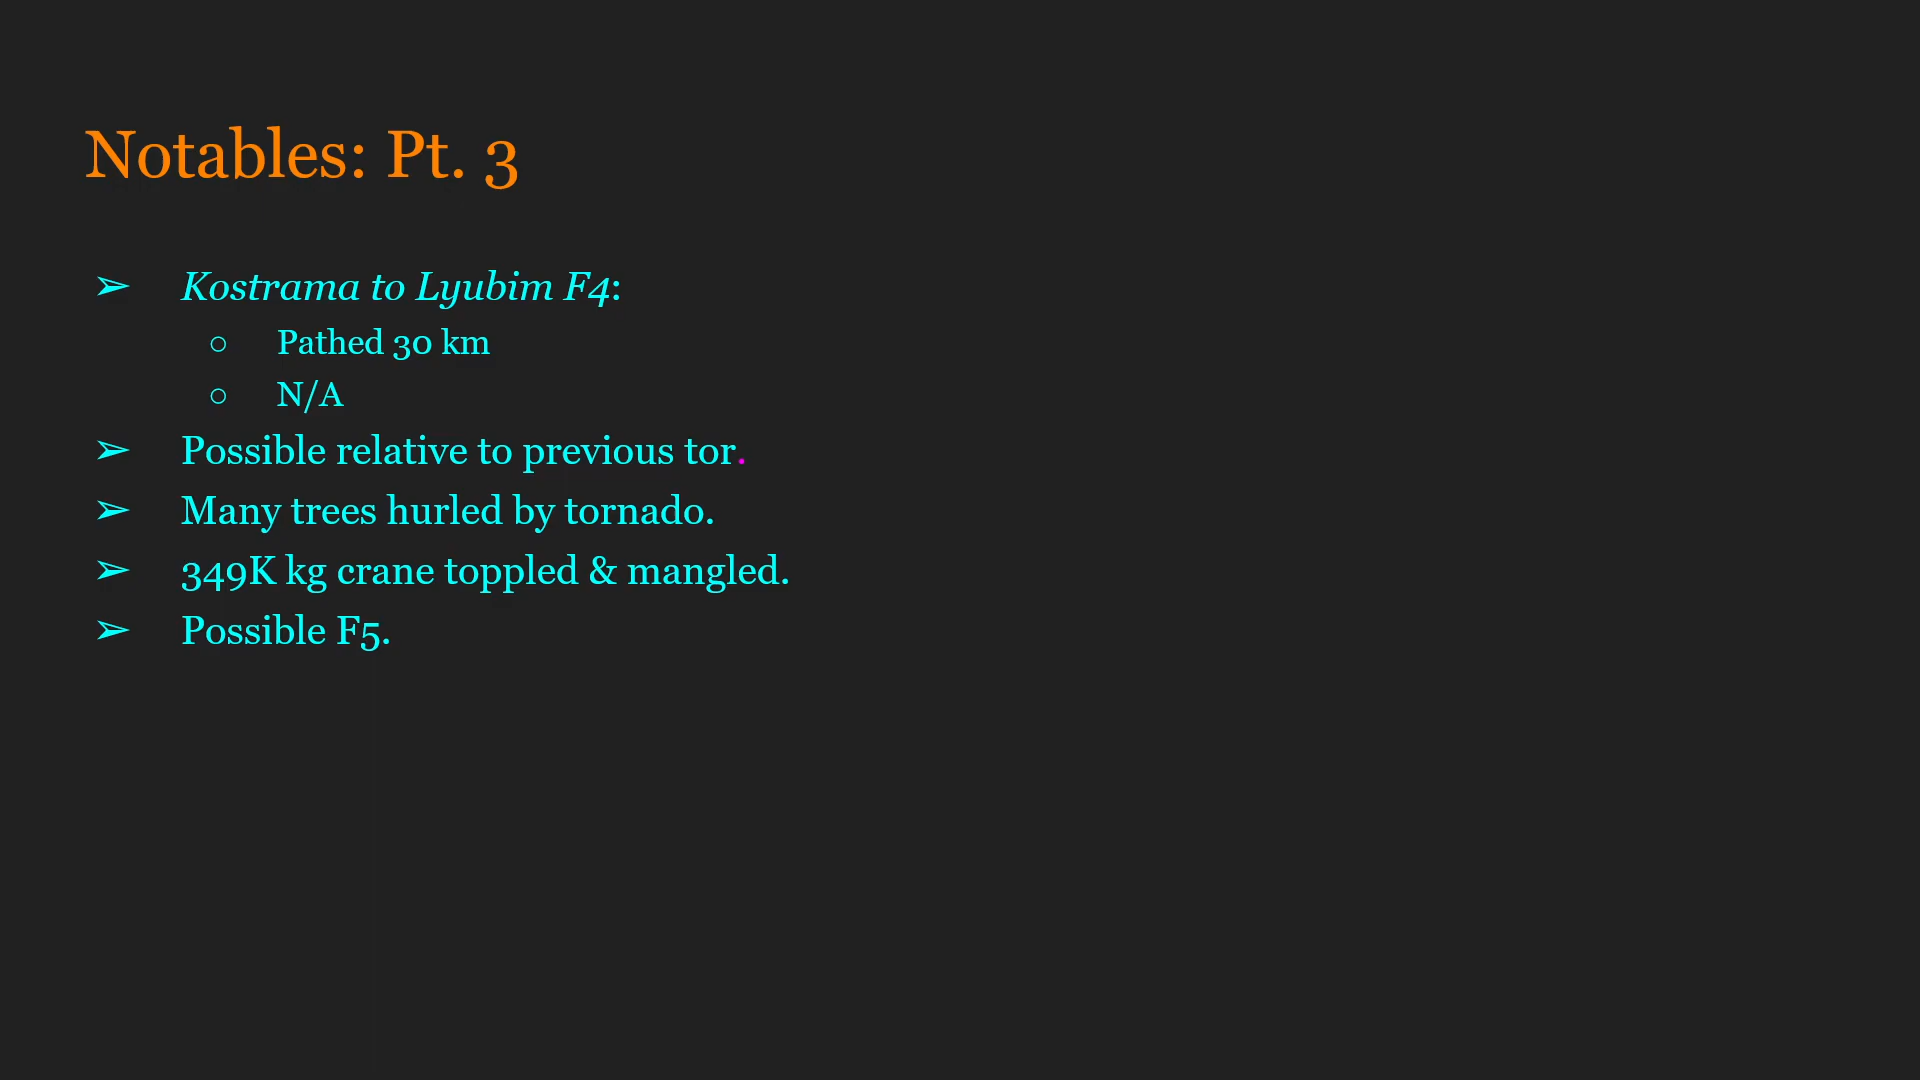 Notables: Pt. 3
➢ Kostrama to Lyubim F4:
○ Pathed 30 km
○ N/A
➢ Possible relative to previous tor.
➢ Many trees hurled by tornado.
➢ 349K kg crane toppled & mangled.
➢ Possible F5.